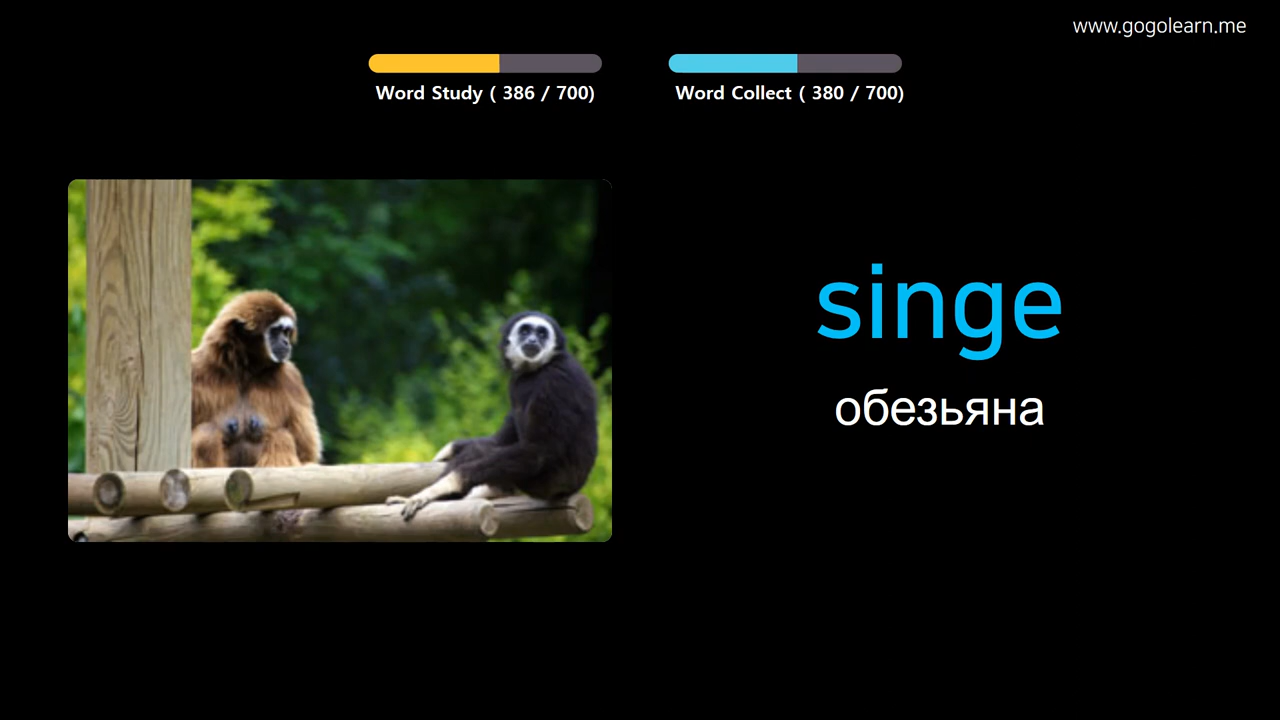 www.gogolearn.me
Word Study ( 386 / 700)
Word Collect ( 380 / 700)
singe
обезьяна